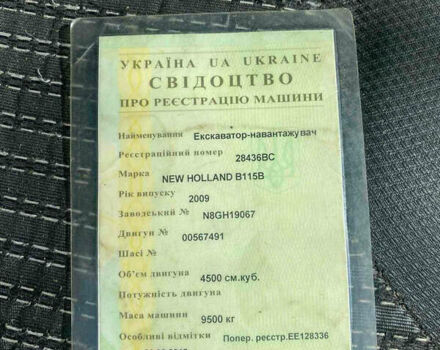 УКРАЇНА UA UKRAINE
СВІДОЦТВО
ПРО РЕЄСТРАЦІЮ МАШИНИ
Найменування Екскаватор-навантажувач
Реєстраційний номер 28436ВС
Марка NEW HOLLAND B115B
Рік випуску 2009
Заводський № N8GH19067
Двигун № 00567491
Шасі №
Об'єм двигуна 4500 см.куб.
Потужність двигуна
Маса машини 9500 кг
Особливі відмітки Попер. реєстр.ЕЕ128336